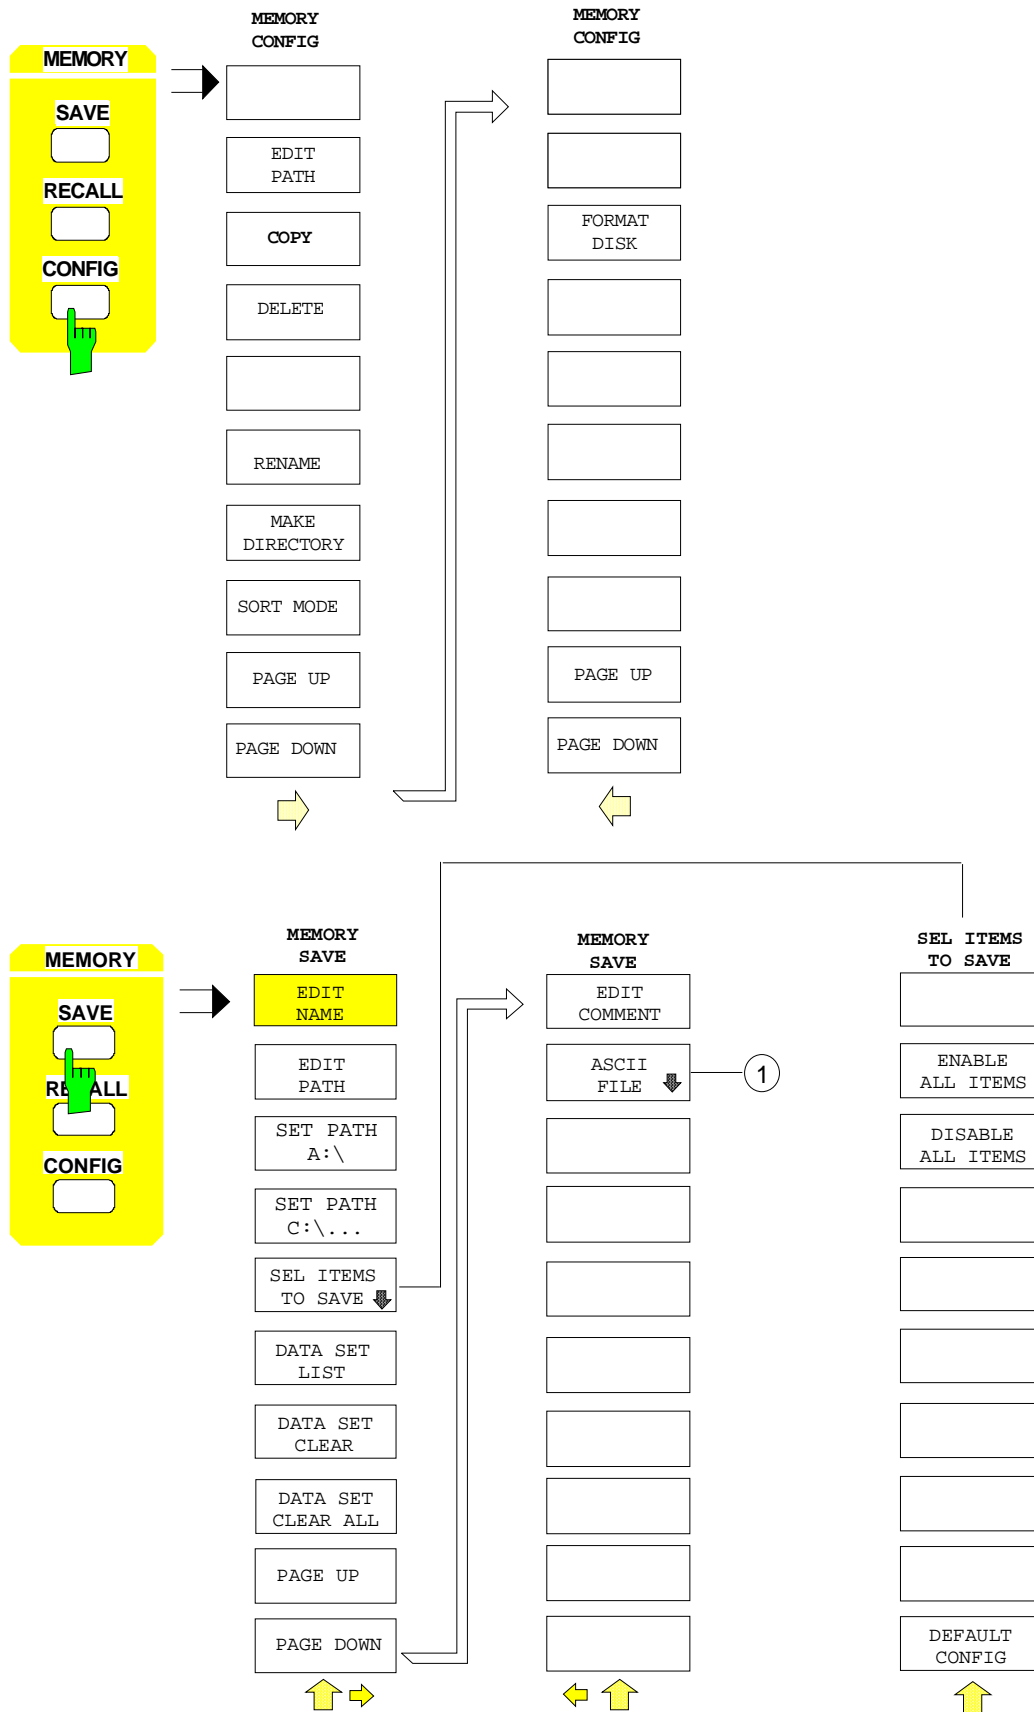 MEMORY
SAVE
RECALL
CONFIG
MEMORY
CONFIG
EDIT
PATH
COPY
DELETE
RENAME
MAKE
DIRECTORY
SORT MODE
PAGE UP
PAGE DOWN
MEMORY
CONFIG
FORMAT
DISK
PAGE UP
PAGE DOWN
MEMORY
SAVE
RECALL
CONFIG
MEMORY
SAVE
EDIT
NAME
EDIT
PATH
SET PATH
A:\
SET PATH
C:\...
SEL ITEMS
TO SAVE
DATA SET
LIST
DATA SET
CLEAR
DATA SET
CLEAR ALL
PAGE UP
PAGE DOWN
MEMORY
SAVE
EDIT
COMMENT
ASCII
FILE
1
SEL ITEMS
TO SAVE
ENABLE
ALL ITEMS
DISABLE
ALL ITEMS
DEFAULT
CONFIG